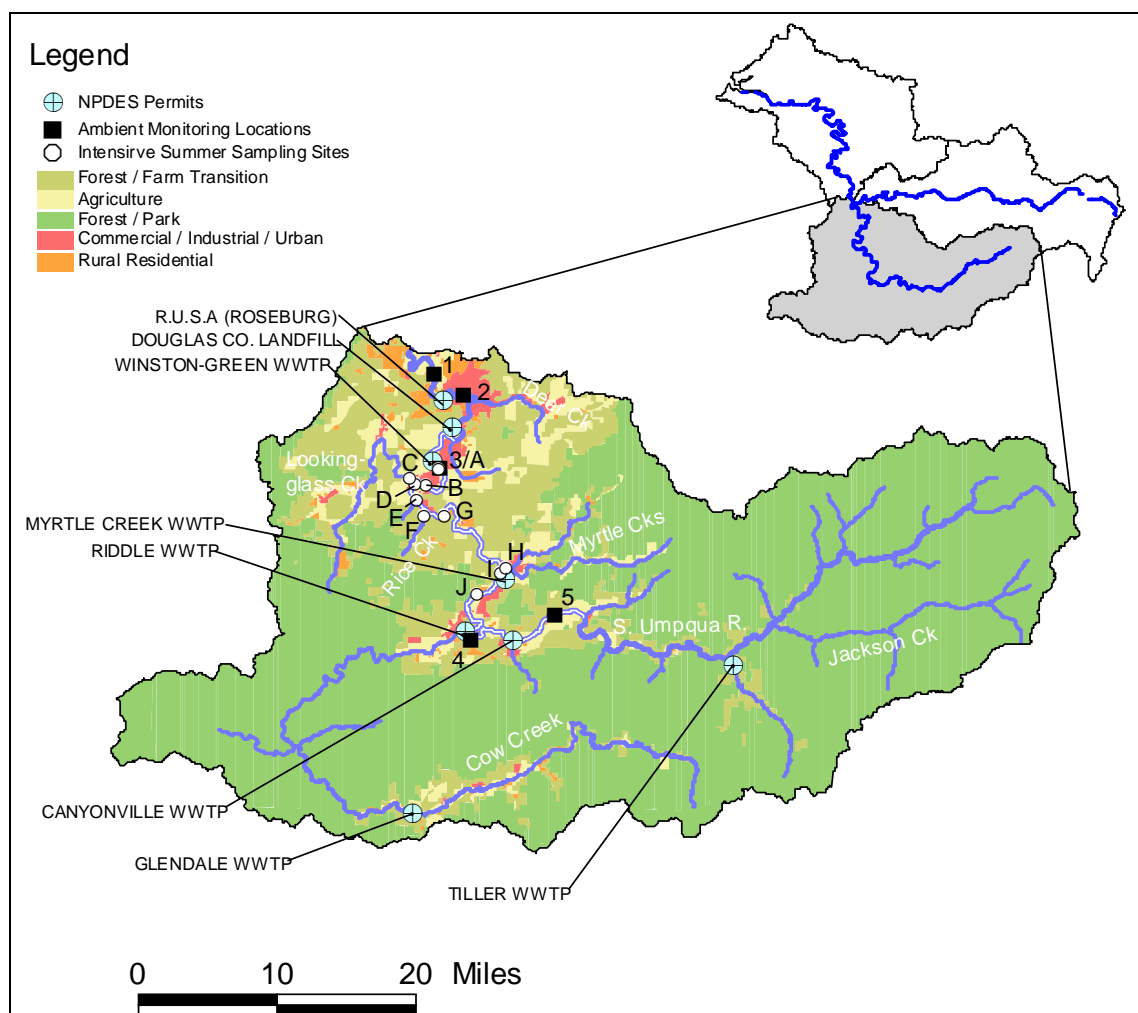 Legend
NPDES Permits
Ambient Monitoring Locations
Intensirve Summer Sampling Sites
Forest / Farm Transition
Agriculture
Forest / Park
Commercial / Industrial / Urban
Rural Residential
R.U.S.A (ROSEBURG)
DOUGLAS CO. LANDFILL
WINSTON-GREEN WWTP
1
2
Deer Ck
3/A
Looking-
glass Ck
C
B
D
E
F
G
MYRTLE CREEK WWTP
RIDDLE WWTP
H
Myrtle Cks
I
Rice Ck
J
5
S. Umpqua R.
4
Jackson Ck
Cow Creek
CANYONVILLE WWTP
GLENDALE WWTP
TILLER WWTP
0 10 20 Miles